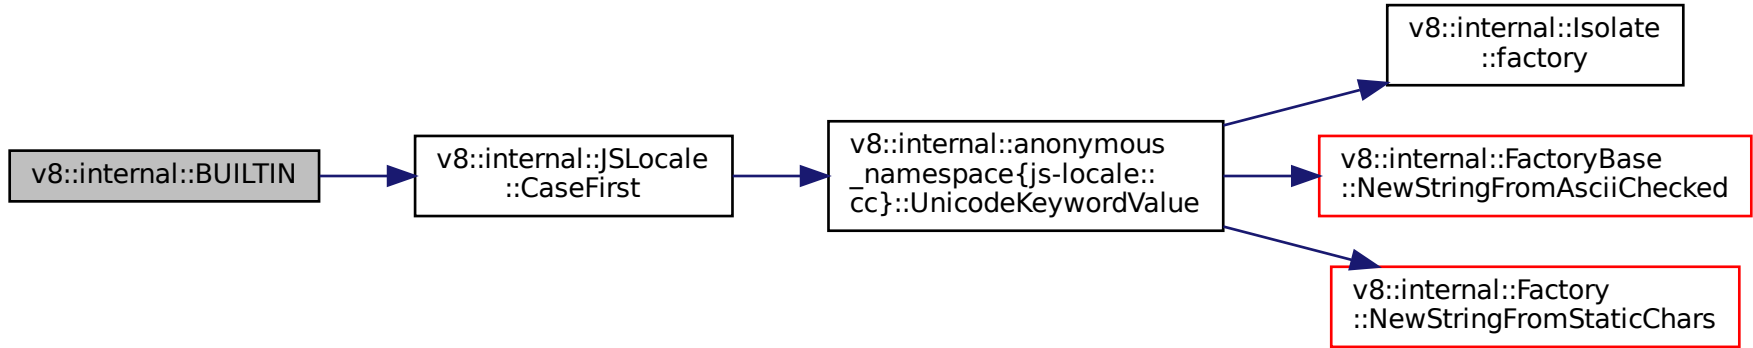 v8::internal::BUILTIN
v8::internal::JSLocale
::CaseFirst
v8::internal::anonymous
_namespace{js-locale::
cc}::UnicodeKeywordValue
v8::internal::Isolate
::factory
v8::internal::FactoryBase
::NewStringFromAsciiChecked
v8::internal::Factory
::NewStringFromStaticChars